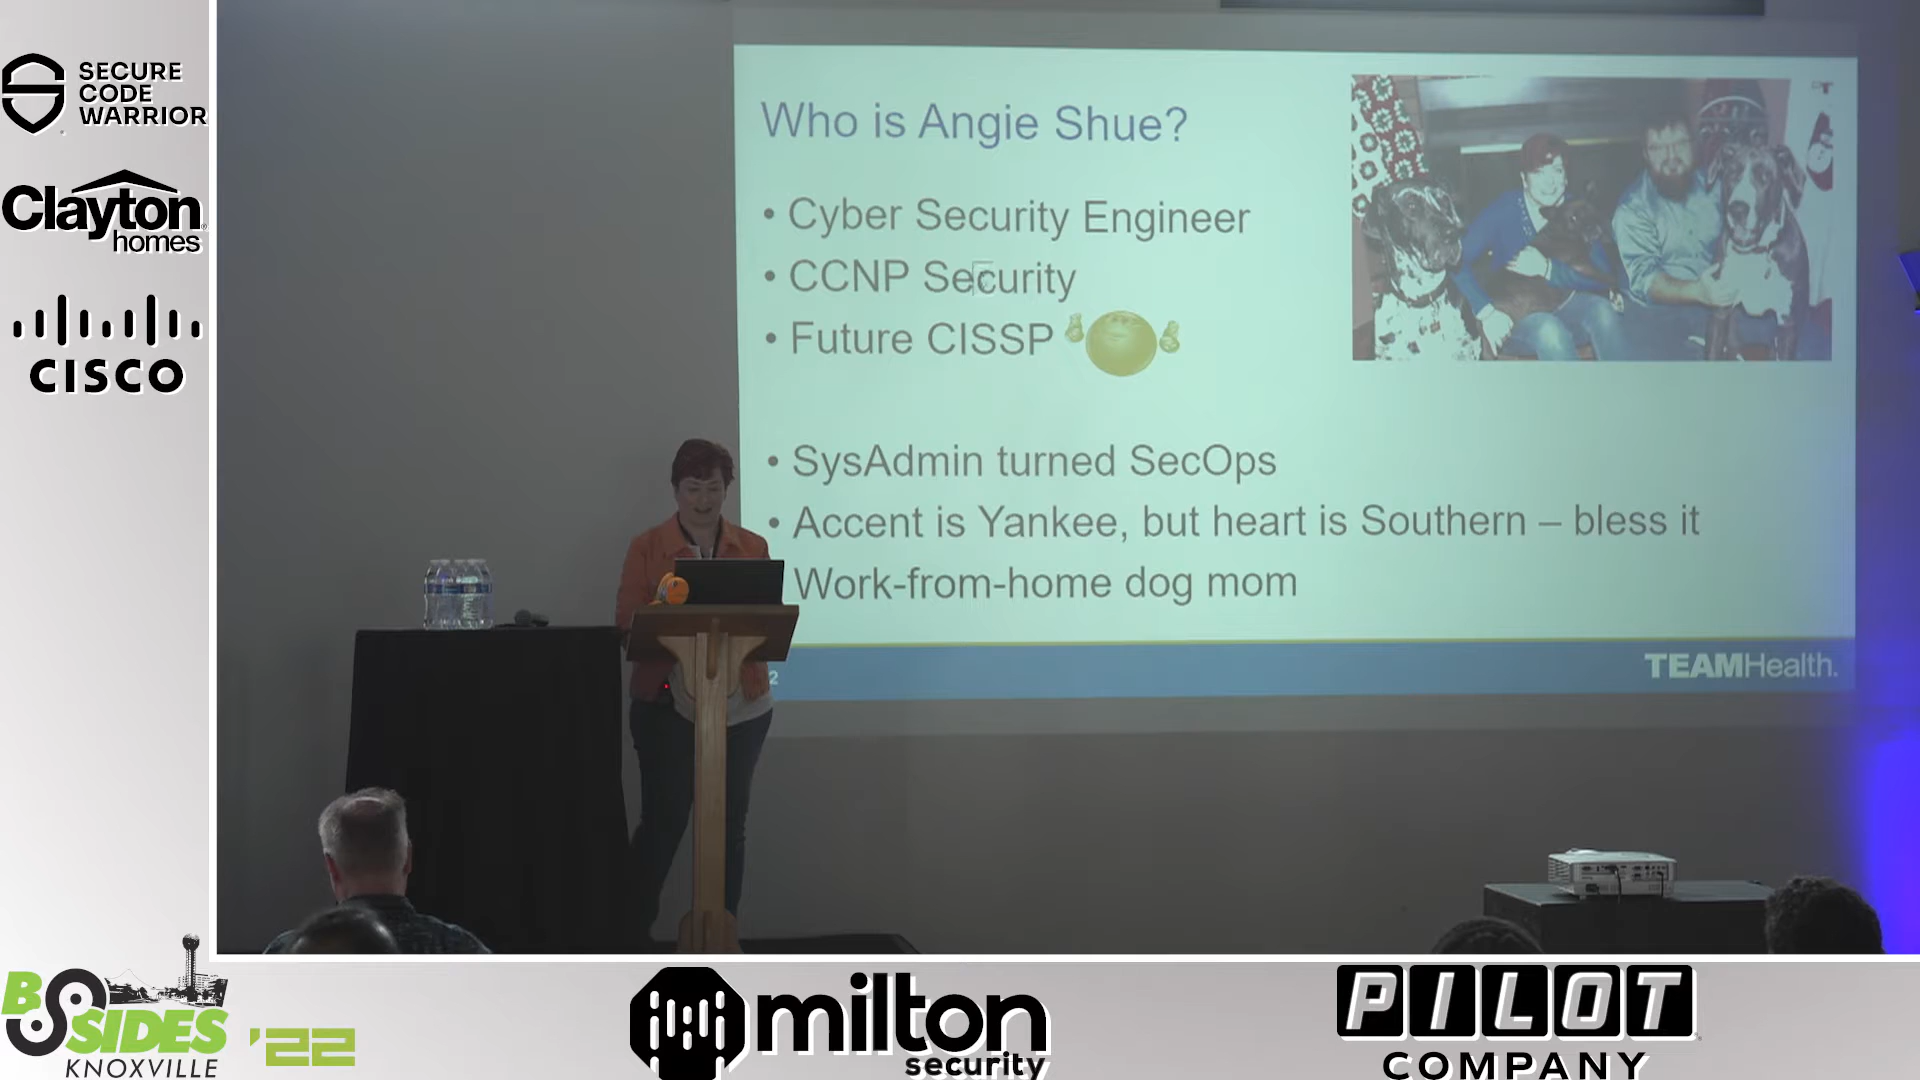 SECURE
CODE
WARRIOR
Clayton
homes
CISCO
Who is Angie Shue?
• Cyber Security Engineer
• CCNP Security
• Future CISSP
• SysAdmin turned SecOps
• Accent is Yankee, but heart is Southern – bless it
Work-from-home dog mom
2
TEAMHealth.
BSIDES
KNOXVILLE
'22
milton
security
PILOT
COMPANY